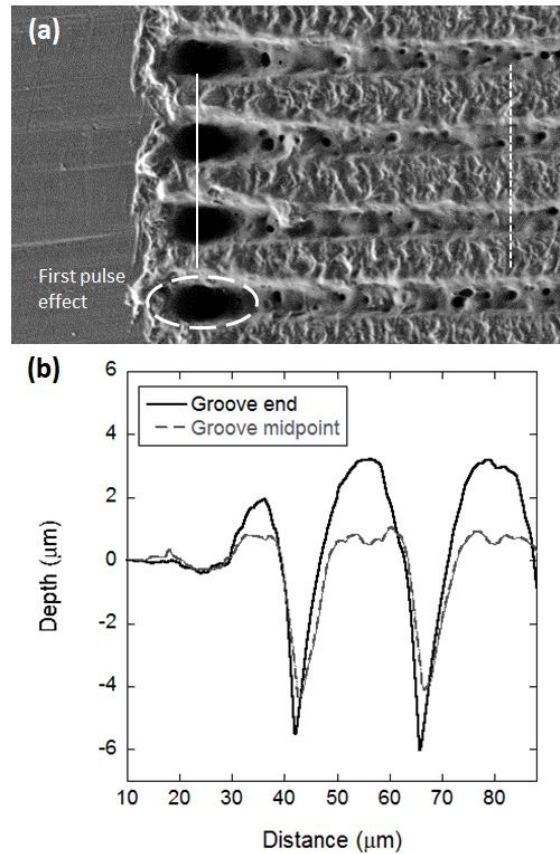 (a)
First pulse
effect
(b)
6
4
2
0
-2
-4
-6
Depth (μm)
Groove end
Groove midpoint
10
20
30
40
50
60
70
80
Distance (μm)